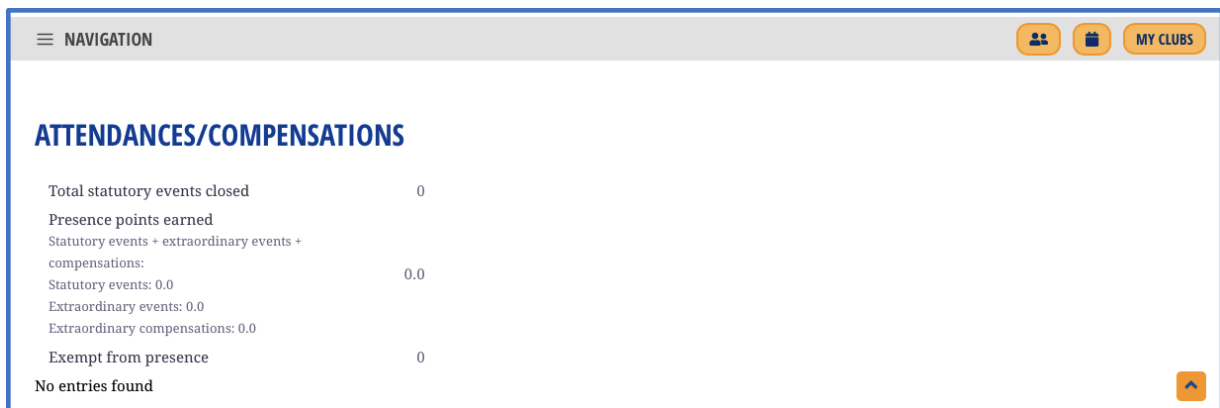 NAVIGATION
MY CLUBS
ATTENDANCES/COMPENSATIONS
Total statutory events closed 0
Presence points earned
Statutory events + extraordinary events +
compensations:
Statutory events: 0.0
0.0
Extraordinary events: 0.0
Extraordinary compensations: 0.0
Exempt from presence 0
No entries found